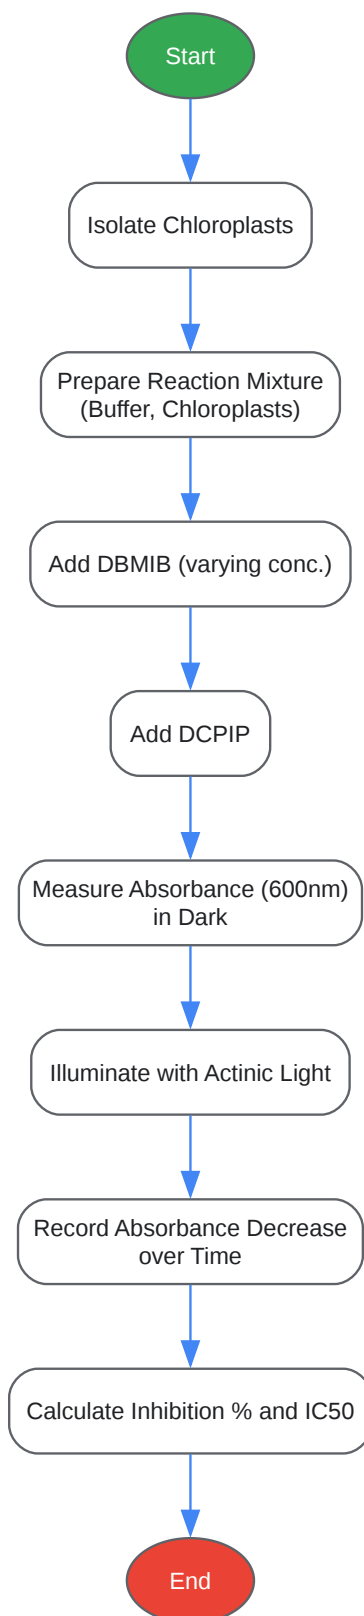 Start
Isolate Chloroplasts
Prepare Reaction Mixture
(Buffer, Chloroplasts)
Add DBMIB (varying conc.)
Add DCPIP
Measure Absorbance (600nm)
in Dark
Illuminate with Actinic Light
Record Absorbance Decrease
over Time
Calculate Inhibition % and IC50
End